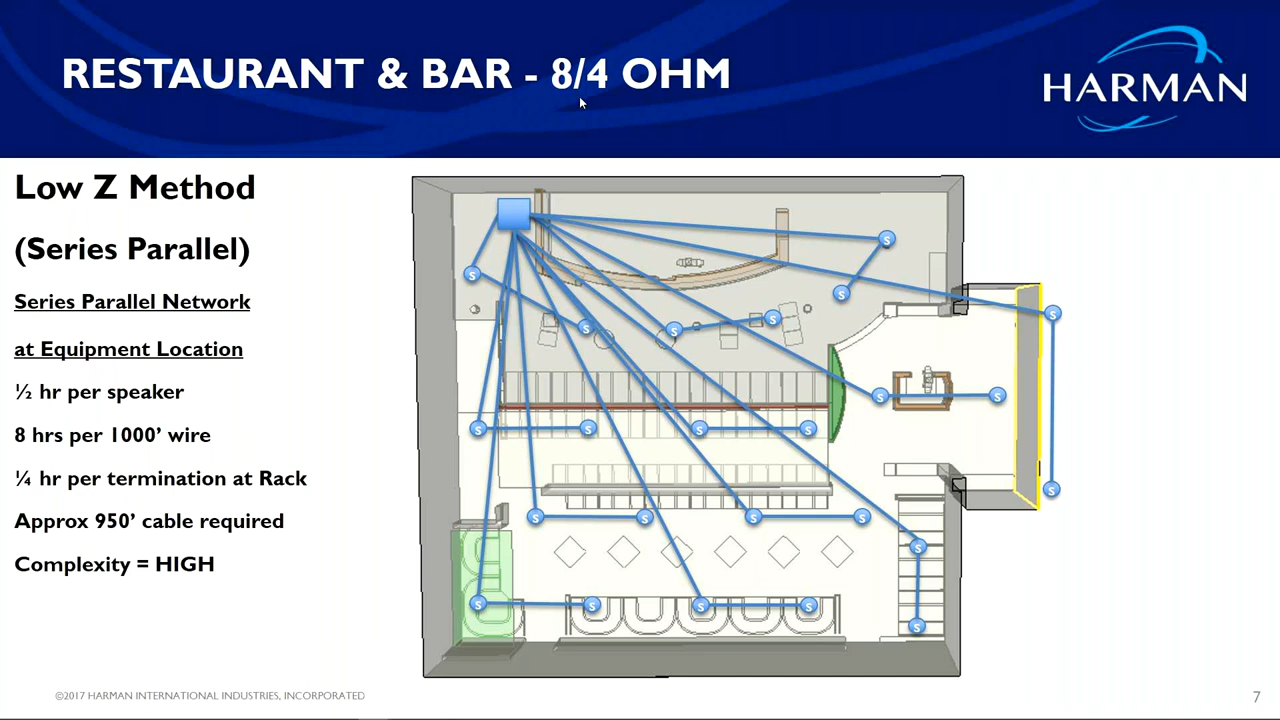 RESTAURANT & BAR - 8/4 OHM
HARMAN
Low Z Method
(Series Parallel)
Series Parallel Network
at Equipment Location
½ hr per speaker
8 hrs per 1000’ wire
¼ hr per termination at Rack
Approx 950’ cable required
Complexity = HIGH
S S
S S
S S S
S S
S S S S
S S S S
S S
S S S S
S
©2017 HARMAN INTERNATIONAL INDUSTRIES, INCORPORATED
7